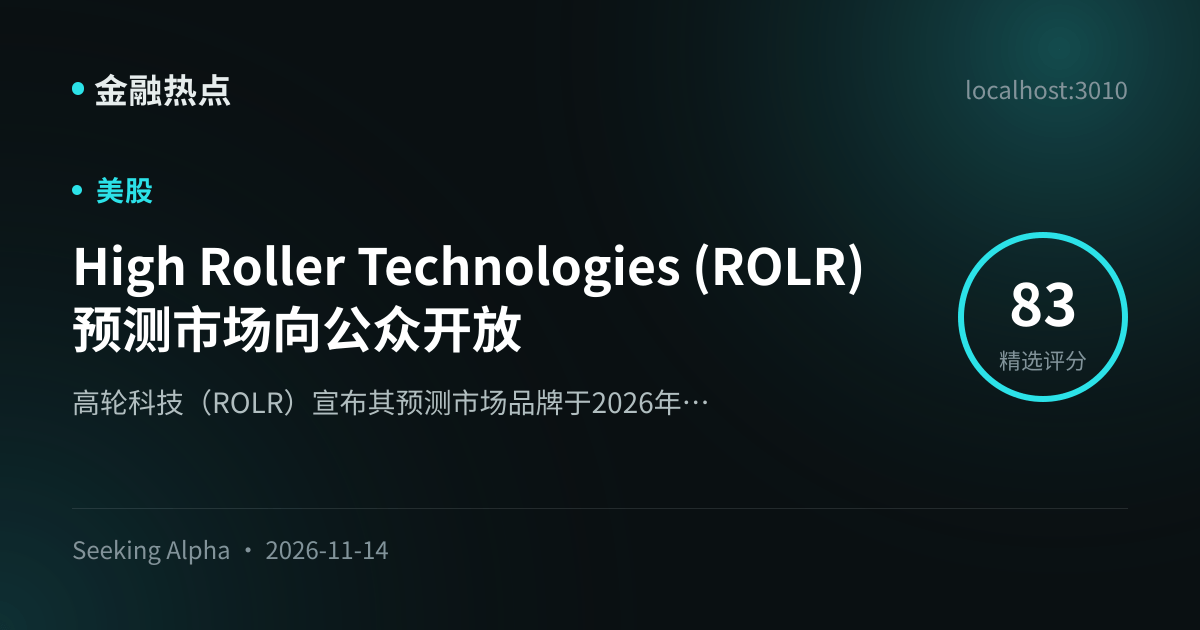 金融热点
localhost:3010
美股
High Roller Technologies (ROLR)
预测市场向公众开放
83
精选评分
高轮科技（ROLR）宣布其预测市场品牌于2026年…
Seeking Alpha · 2026-11-14